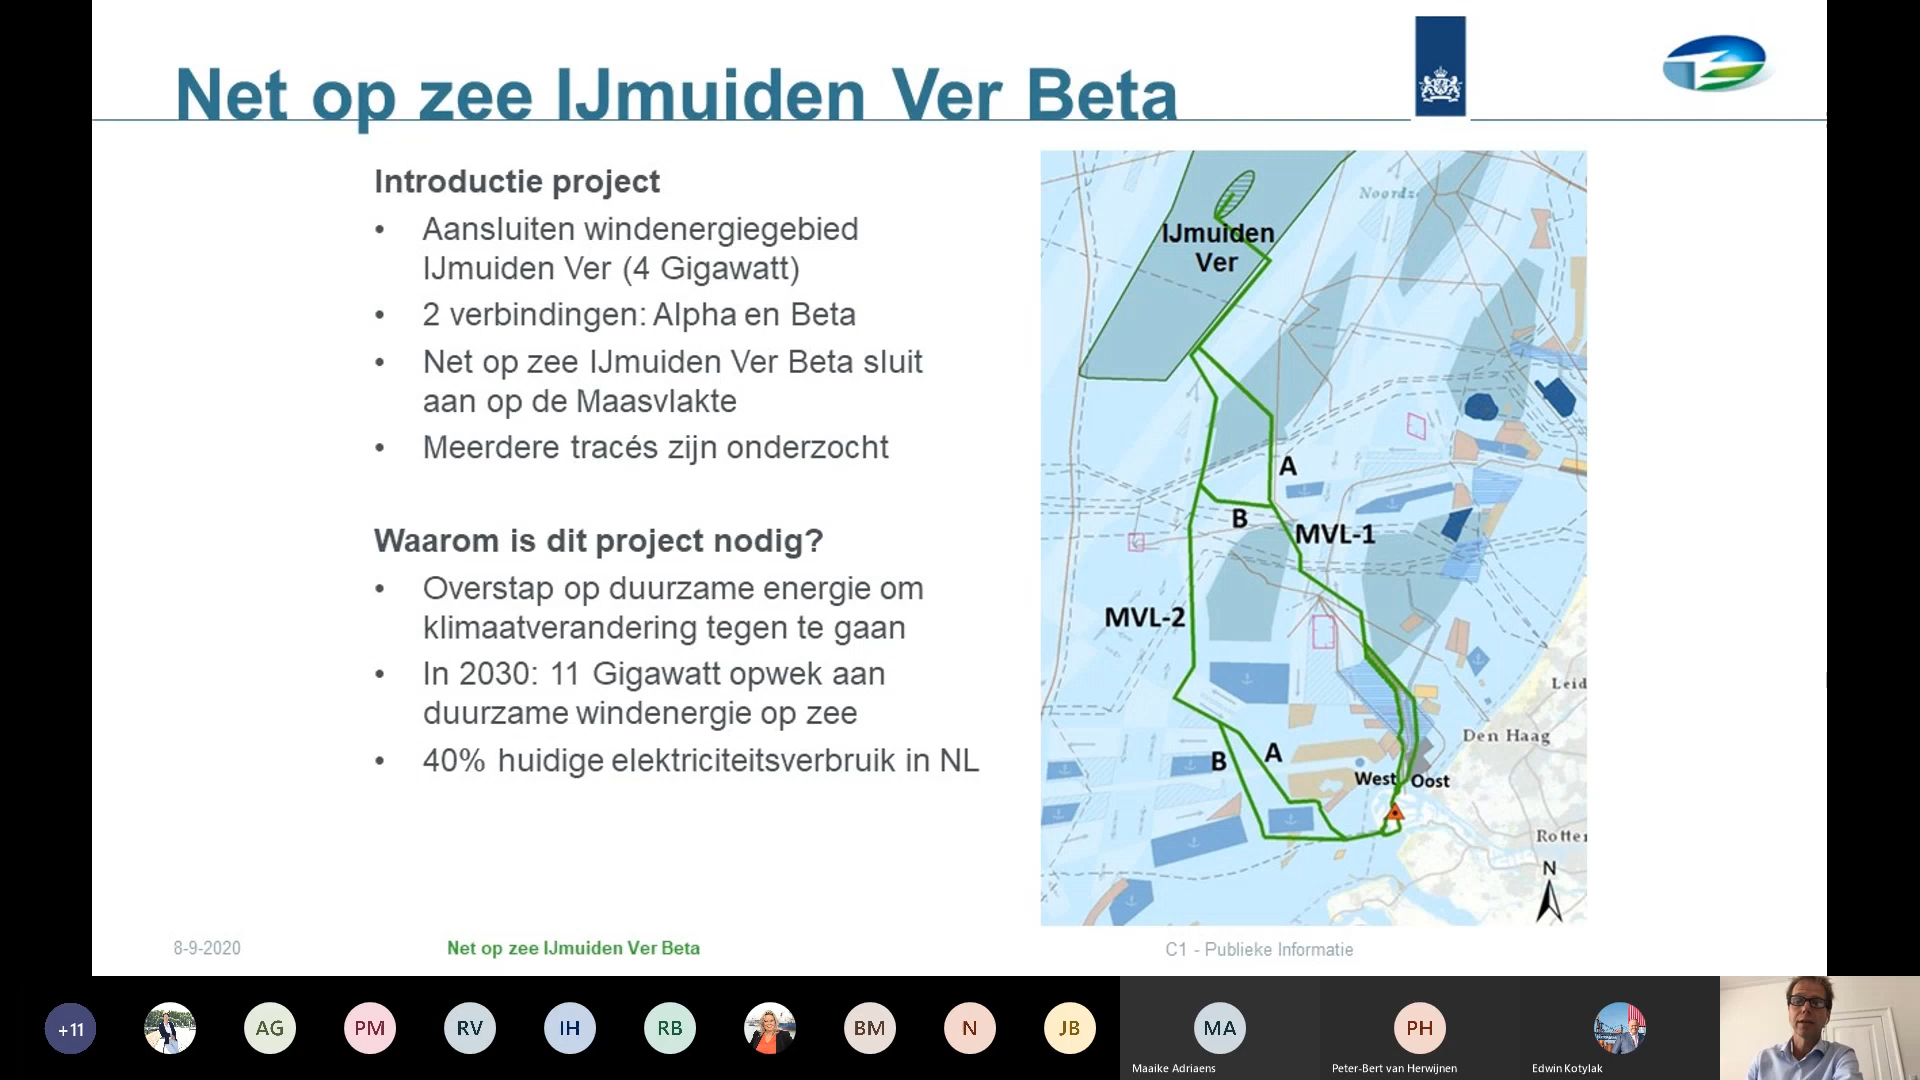 Net op zee IJmuiden Ver Beta
Introductie project
• Aansluiten windenergiegebied
IJmuiden Ver (4 Gigawatt)
• 2 verbindingen: Alpha en Beta
• Net op zee IJmuiden Ver Beta sluit
aan op de Maasvlakte
• Meerdere tracés zijn onderzocht
Waarom is dit project nodig?
• Overstap op duurzame energie om
klimaatverandering tegen te gaan
• In 2030: 11 Gigawatt opwek aan
duurzame windenergie op zee
• 40% huidige elektriciteitsverbruik in NL
Noordz
IJmuiden
Ver
A
B
MVL-1
MVL-2
Leid
Den Haag
B
A
West
Oost
Rotter
N
8-9-2020
Net op zee IJmuiden Ver Beta
C1 - Publieke Informatie
+11
AG
PM
RV
IH
RB
BM
N
JB
MA
Maaike Adriaens
PH
Peter-Bert van Herwijnen
Edwin Kotylak